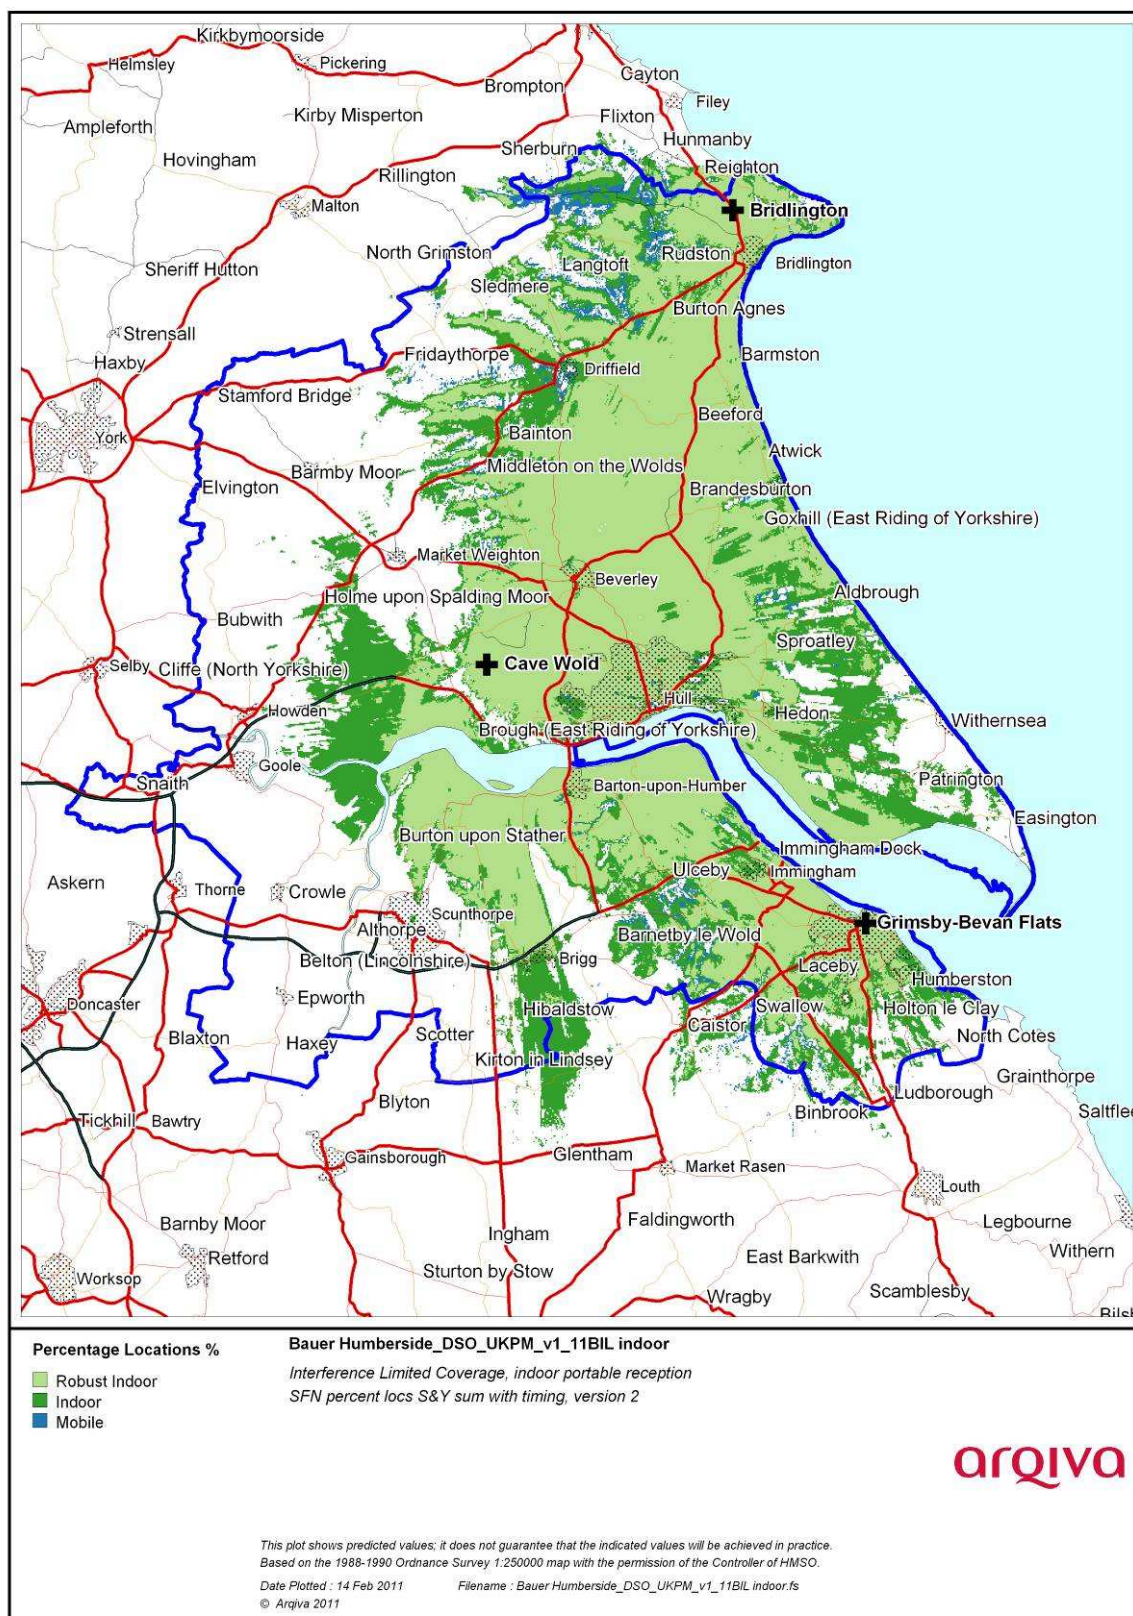 Kirkbymoorside
Helmsley
Pickering
Cayton
Brompton
Filey
Ampleforth
Kirby Misperton
Flixton
Hunmanby
Hovingham
Sherburn
Reighton
Rillington
Malton
Bridlington
North Grimston
Rudston
Sheriff Hutton
Langtoft
Bridlington
Sledmere
Burton Agnes
Strensall
Haxby
Fridaythorpe
Barmston
Driffield
Stamford Bridge
Beeford
York
Bainton
Atwick
Barmby Moor
Middleton on the Wolds
Elvington
Brandesburton
Goxhill (East Riding of Yorkshire)
Market Weighton
Beverley
Holme upon Spalding Moor
Aldbrough
Bubwith
Sproatley
Selby
Cliffe (North Yorkshire)
Cave Wold
Hull
Howden
Hedon
Withernsea
Brough (East Riding of Yorkshire)
Goole
Snaith
Patrington
Barton-upon-Humber
Easington
Burton upon Stather
Immingham Dock
Ulceby
Immingham
Askern
Thorne
Crowle
Scunthorpe
Althorpe
Grimsby-Bevan Flats
Barnetby le Wold
Belton (Lincolnshire)
Brigg
Laceby
Humberston
Doncaster
Epworth
Hibaldstow
Swallow
Holton le Clay
Caistor
Blaxton
Haxey
Scotter
North Cotes
Kirton in Lindsey
Grainthorpe
Ludborough
Blyton
Binbrook
Saltflee
Tickhill
Bawtry
Gainsborough
Glentham
Market Rasen
Louth
Barnby Moor
Faldingworth
Legbourne
Ingham
Retford
East Barkwith
Withern
Worksop
Sturton by Stow
Scamblesby
Wragby
Bilsb
Percentage Locations %
Robust Indoor
Indoor
Mobile
Bauer Humberside_DSO_UKPM_v1_11BIL indoor
Interference Limited Coverage, indoor portable reception
SFN percent locs S&Y sum with timing, version 2
arqiva
This plot shows predicted values; it does not guarantee that the indicated values will be achieved in practice.
Based on the 1988-1990 Ordnance Survey 1:250000 map with the permission of the Controller of HMSO.
Date Plotted : 14 Feb 2011 Filename : Bauer Humberside_DSO_UKPM_v1_11BIL indoor.fs
© Arqiva 2011